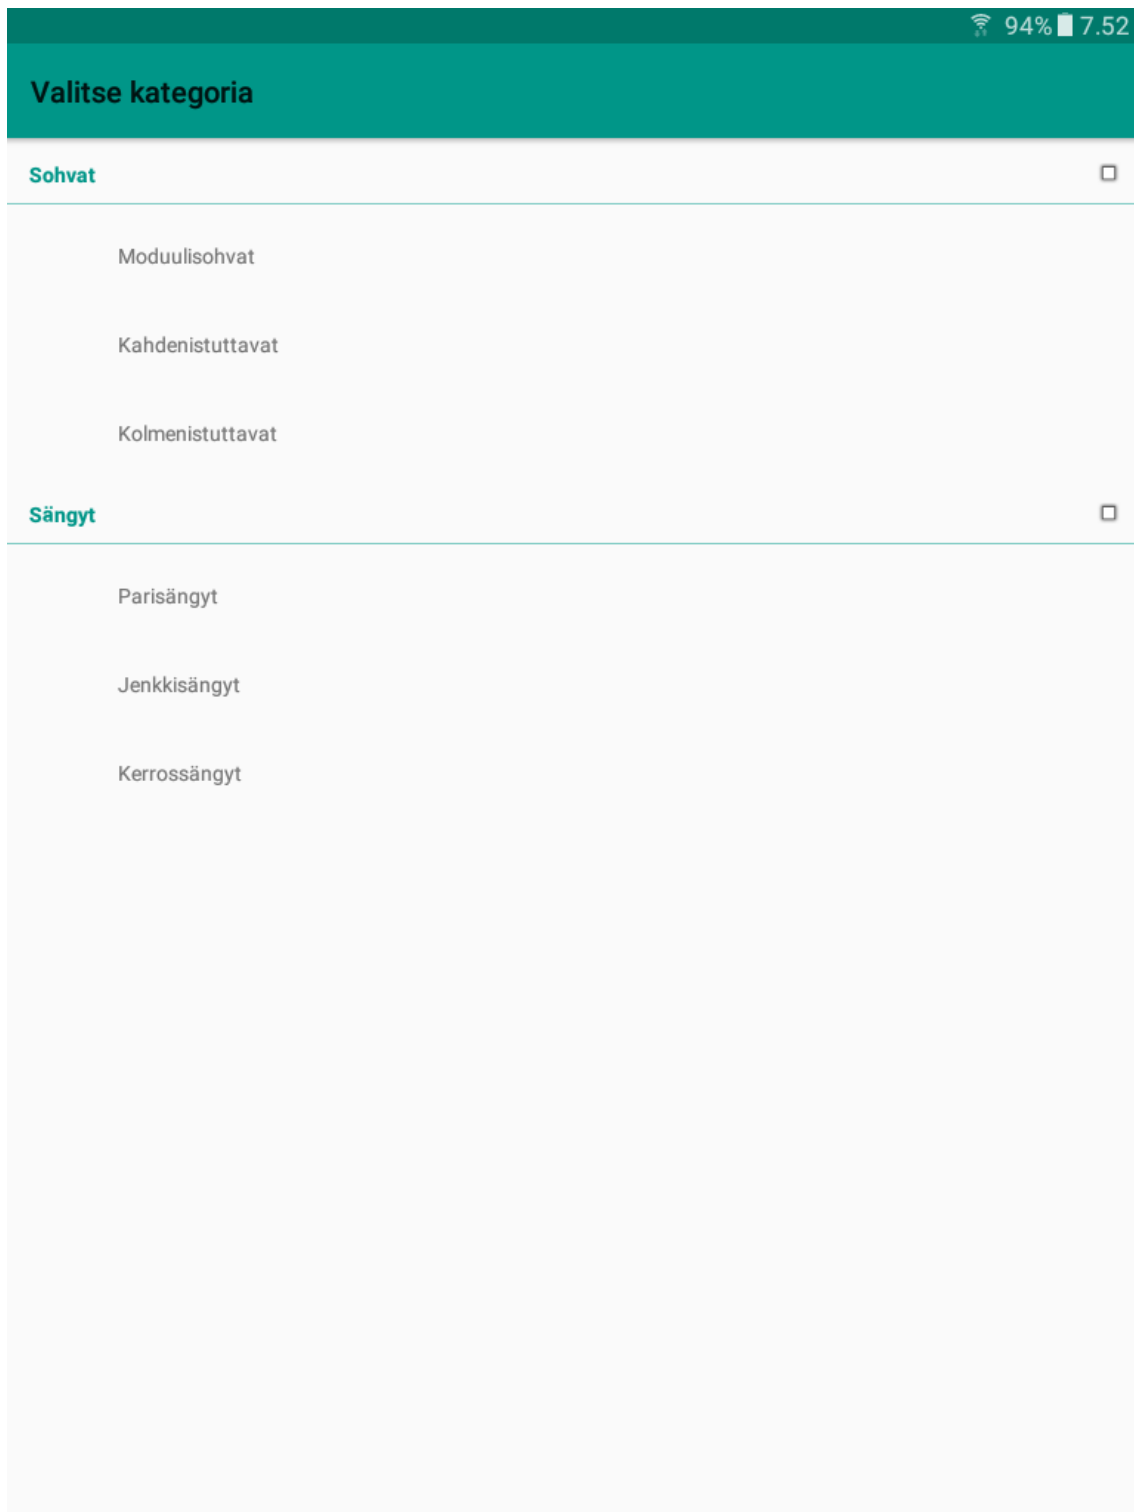 94% 7.52
Valitse kategoria
Sohvat
Moduulisohvat
Kahdenistuttavat
Kolmenistuttavat
Sängyt
Parisängyt
Jenkkisängyt
Kerrossängyt